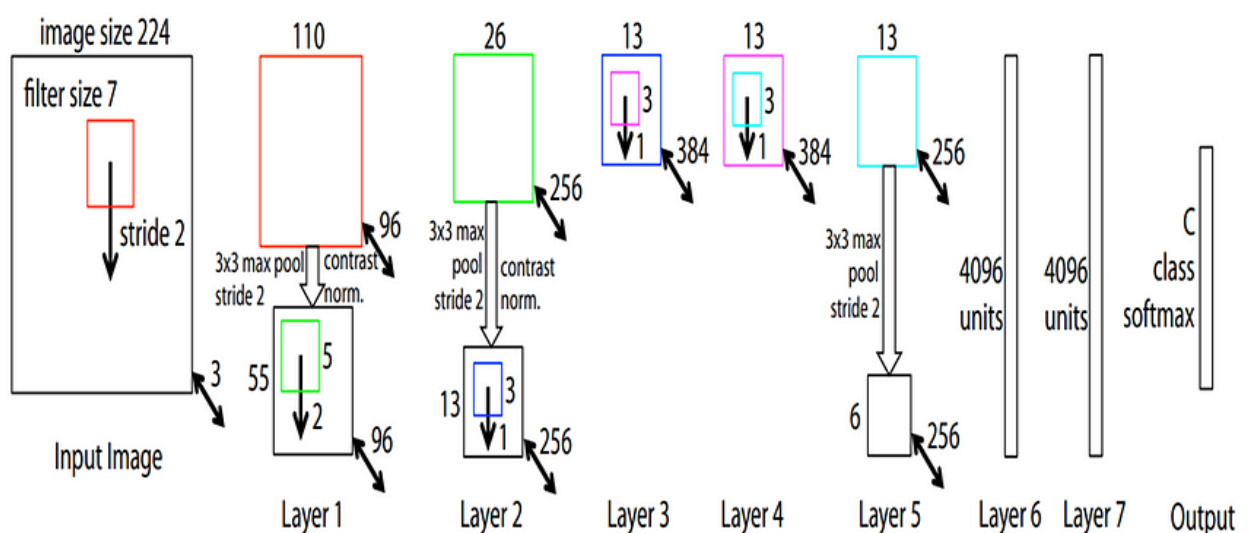 image size 224
filter size 7
stride 2
3
Input Image
110
96
3x3 max pool
stride 2
contrast
norm.
55
5
2
96
Layer 1
26
256
3x3 max
pool
stride 2
contrast
norm.
13
3
1
256
Layer 2
13
3
1
384
Layer 3
13
3
1
384
Layer 4
13
256
3x3 max
pool
stride 2
6
256
Layer 5
4096
units
Layer 6
4096
units
Layer 7
C
class
softmax
Output